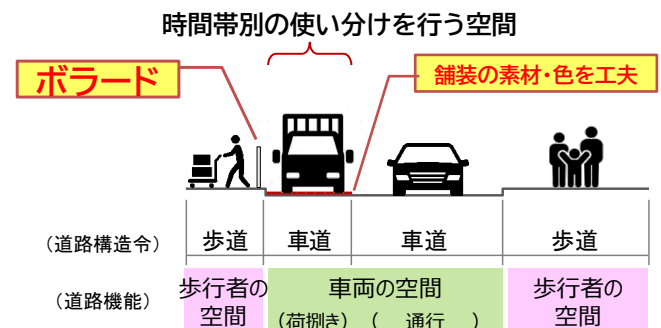 時間帯別の使い分けを行う空間
ボラード
舗装の素材・色を工夫
（道路構造令） 歩道 車道 車道 歩道
（道路機能） 歩行者の空間 車両の空間 歩行者の空間
（荷捌き） （ 通行 ）